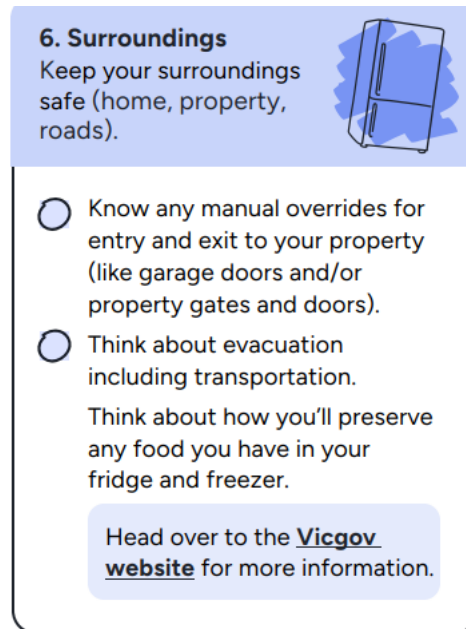 6. Surroundings
Keep your surroundings
safe (home, property,
roads).
Know any manual overrides for
entry and exit to your property
(like garage doors and/or
property gates and doors).
Think about evacuation
including transportation.
Think about how you’ll preserve
any food you have in your
fridge and freezer.
Head over to the Vicgov
website for more information.